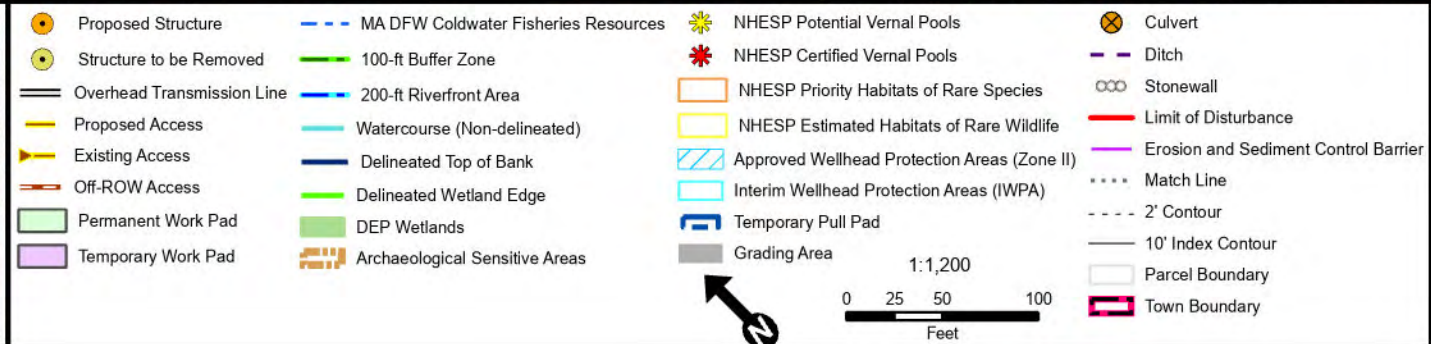 Proposed Structure
Structure to be Removed
Overhead Transmission Line
Proposed Access
Existing Access
Off-ROW Access
Permanent Work Pad
Temporary Work Pad
MA DFW Coldwater Fisheries Resources
100-ft Buffer Zone
200-ft Riverfront Area
Watercourse (Non-delineated)
Delineated Top of Bank
Delineated Wetland Edge
DEP Wetlands
Archaeological Sensitive Areas
NHESP Potential Vernal Pools
NHESP Certified Vernal Pools
NHESP Priority Habitats of Rare Species
NHESP Estimated Habitats of Rare Wildlife
Approved Wellhead Protection Areas (Zone II)
Interim Wellhead Protection Areas (IWPA)
Temporary Pull Pad
Grading Area
N
1:1,200
0 25 50 100
Feet
Culvert
Ditch
Stonewall
Limit of Disturbance
Erosion and Sediment Control Barrier
Match Line
2' Contour
10' Index Contour
Parcel Boundary
Town Boundary